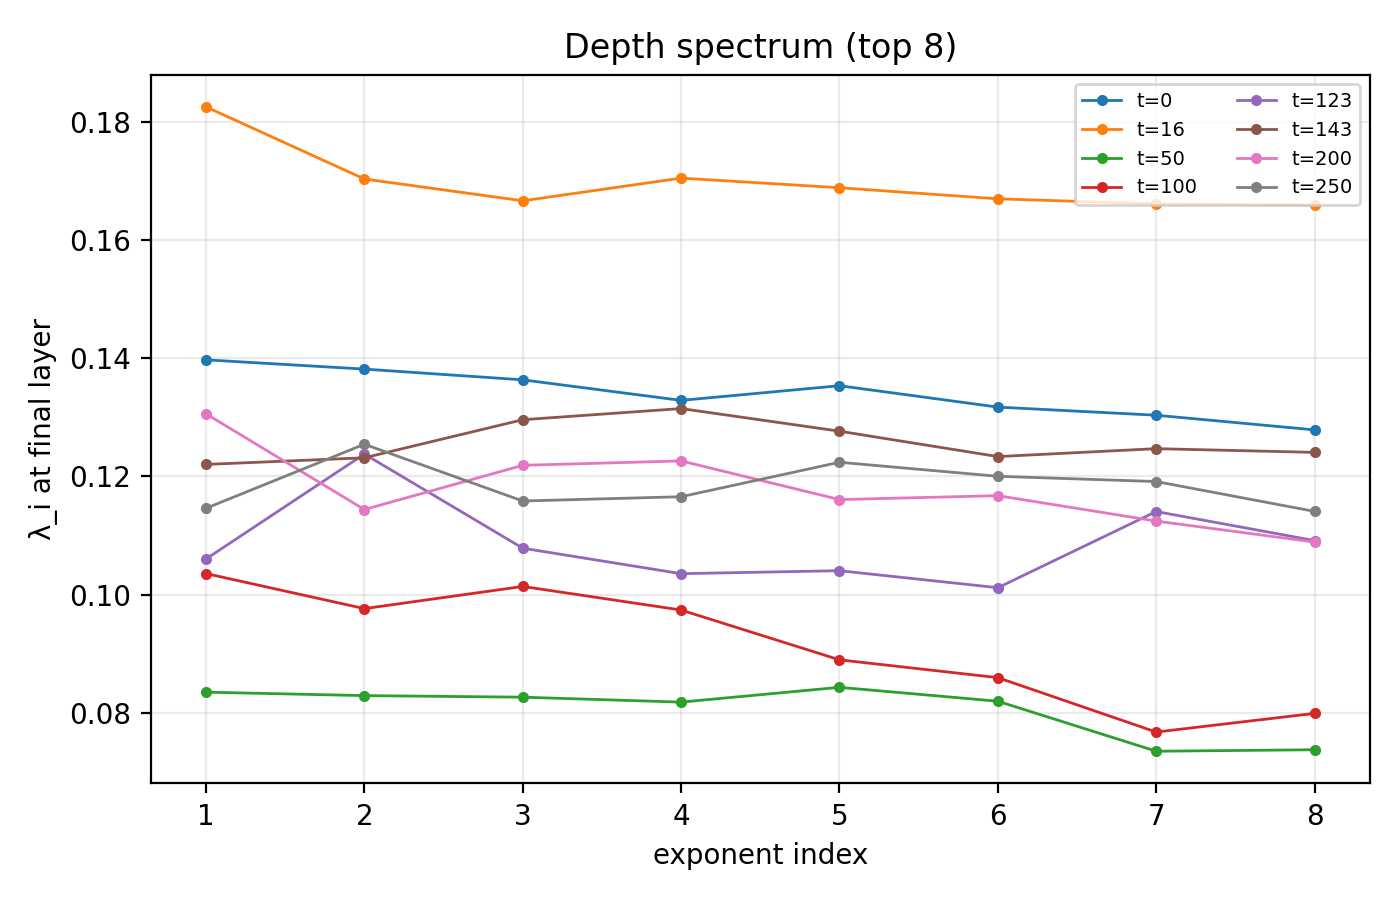 Depth spectrum (top 8)
t=0
t=16
t=50
t=100
t=123
t=143
t=200
t=250
λ_i at final layer
0.18
0.16
0.14
0.12
0.10
0.08
1 2 3 4 5 6 7 8
exponent index